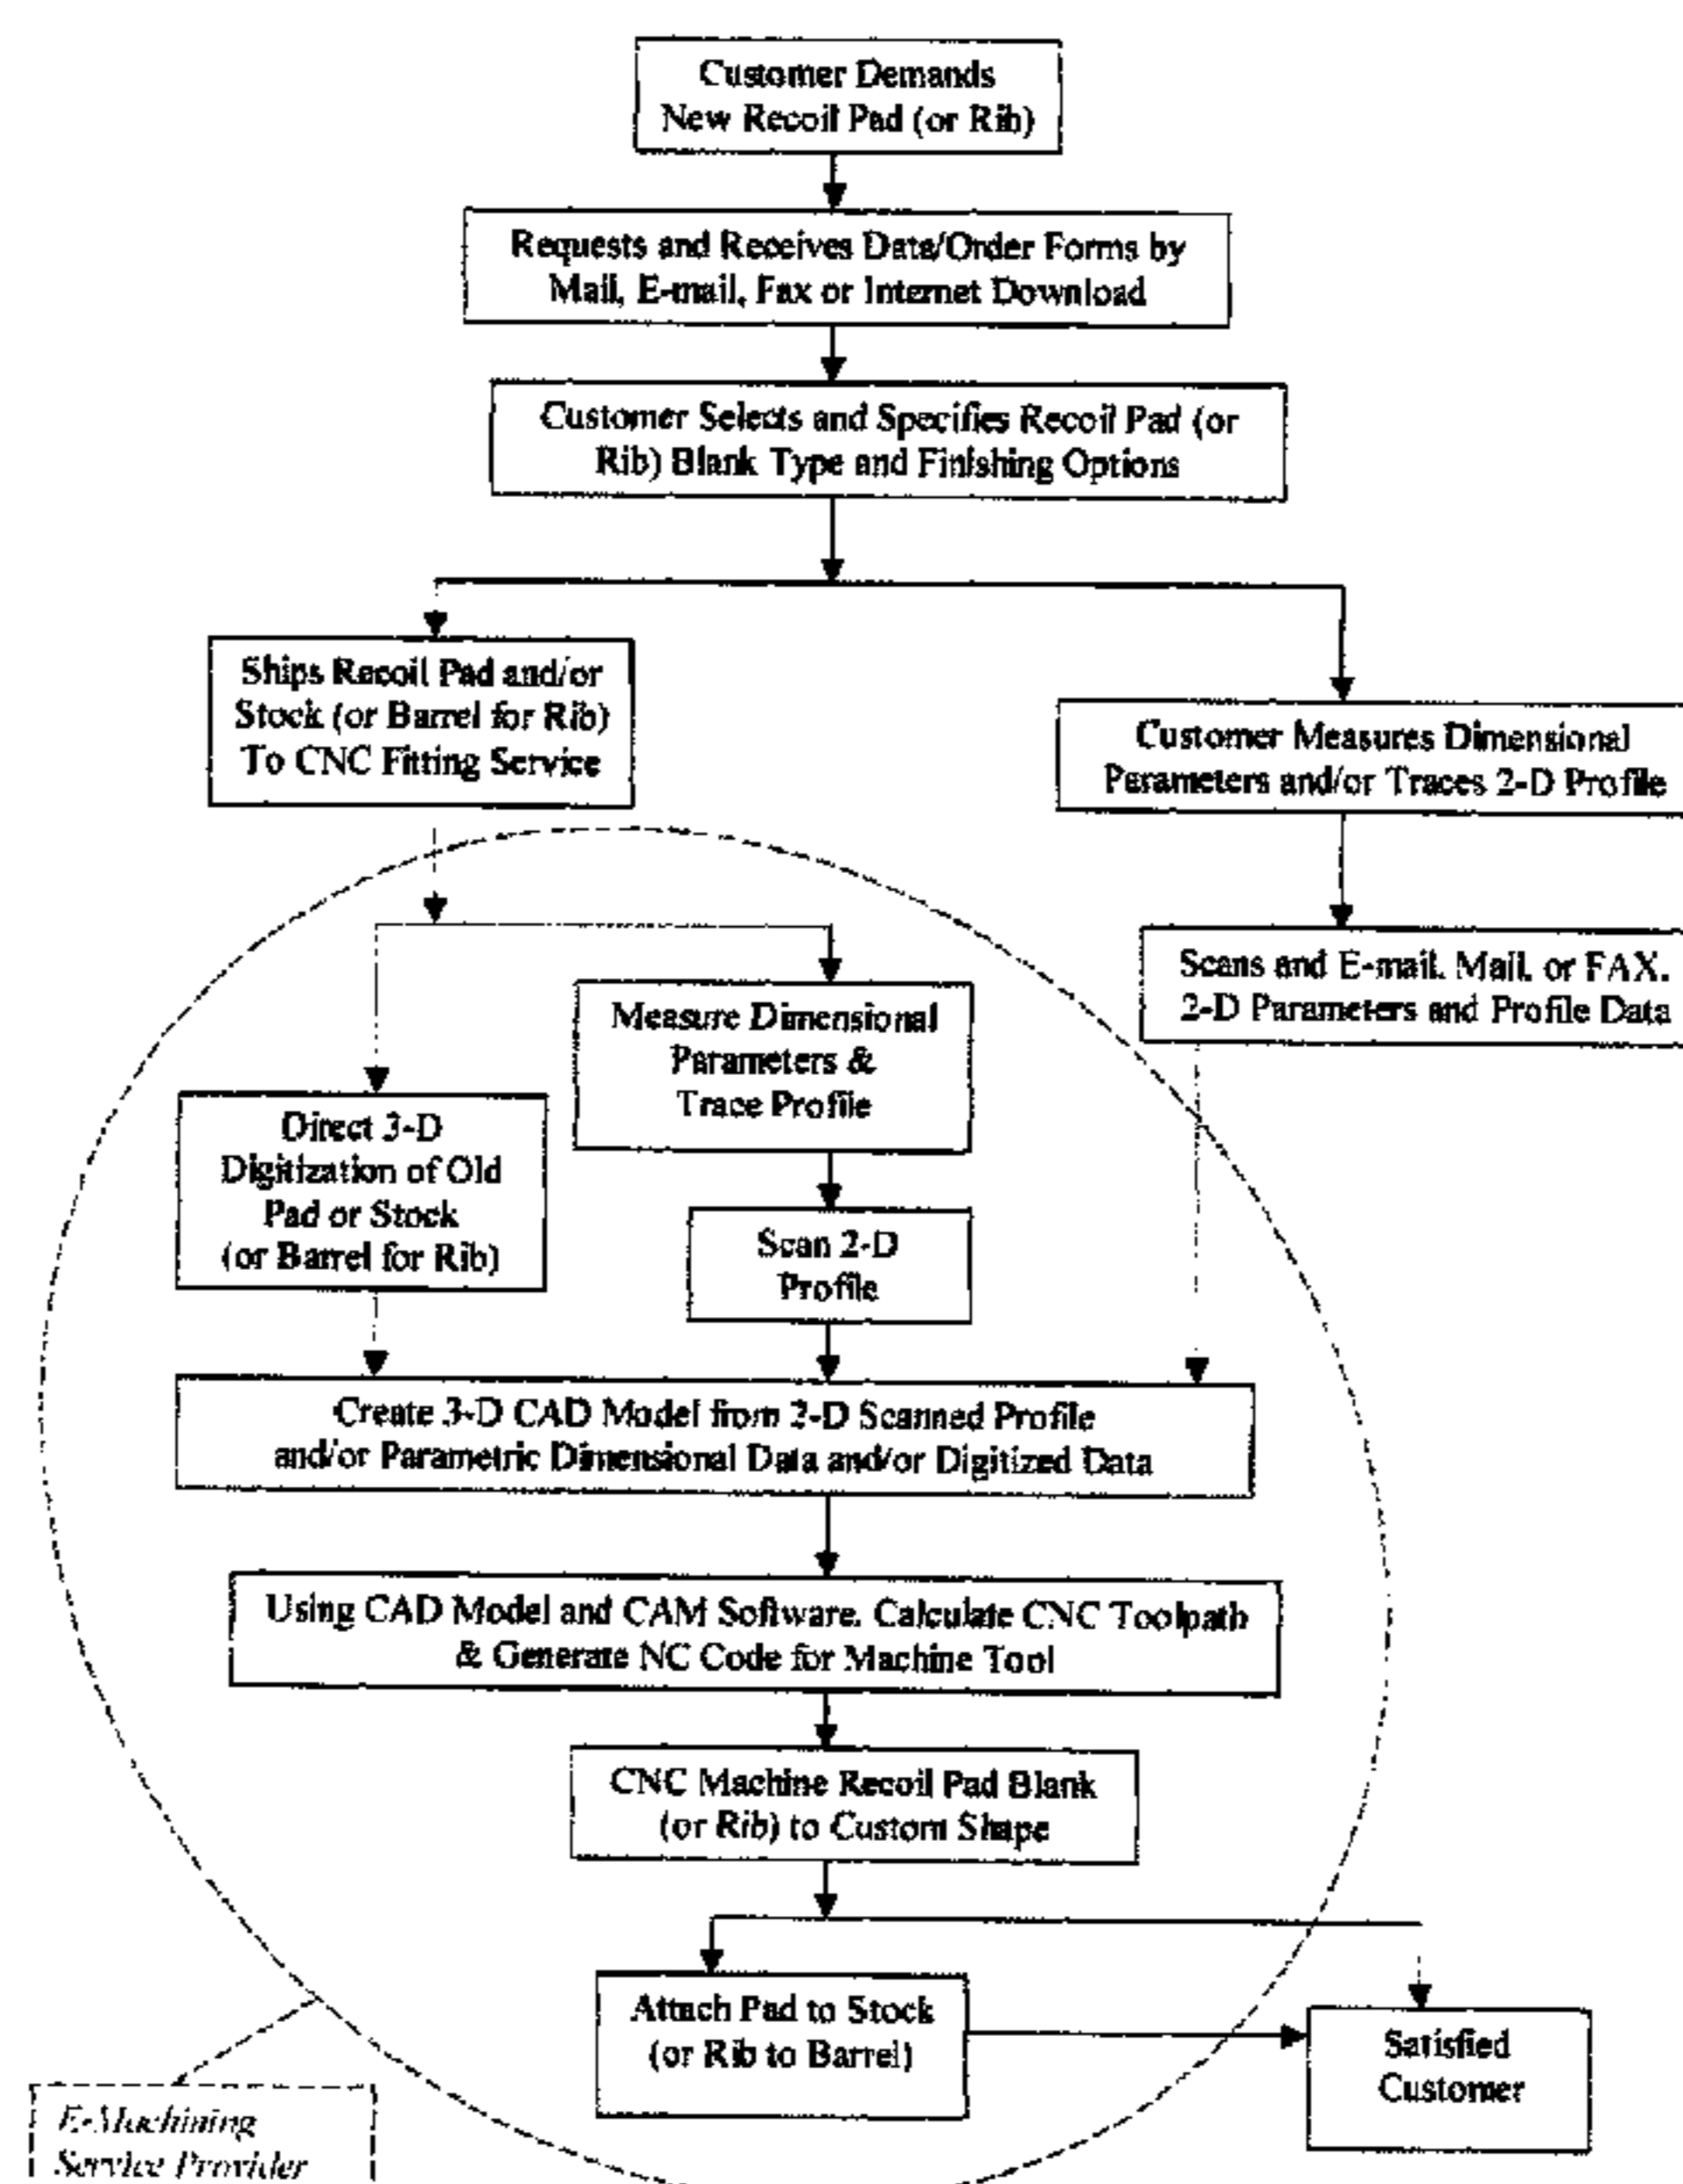 Customer Demands
New Recoil Pad (or Rib)
Requests and Receives Data/Order Forms by
Mail, E-mail, Fax or Internet Download
Customer Selects and Specifies Recoil Pad (or
Rib) Blank Type and Finishing Options
Ships Recoil Pad and/or
Stock (or Barrel for Rib)
To CNC Fitting Service
Customer Measures Dimensional
Parameters and/or Traces 2-D Profile
Scans and E-mail. Mail. or FAX.
2-D Parameters and Profile Data
Measure Dimensional
Parameters &
Trace Profile
Direct 3-D
Digitization of Old
Pad or Stock
(or Barrel for Rib)
Scan 2-D
Profile
Create 3-D CAD Model from 2-D Scanned Profile
and/or Parametric Dimensional Data and/or Digitized Data
Using CAD Model and CAM Software. Calculate CNC Toolpath
& Generate NC Code for Machine Tool
CNC Machine Recoil Pad Blank
(or Rib) to Custom Shape
Attach Pad to Stock
(or Rib to Barrel)
Satisfied
Customer
E-Machining
Service Provider